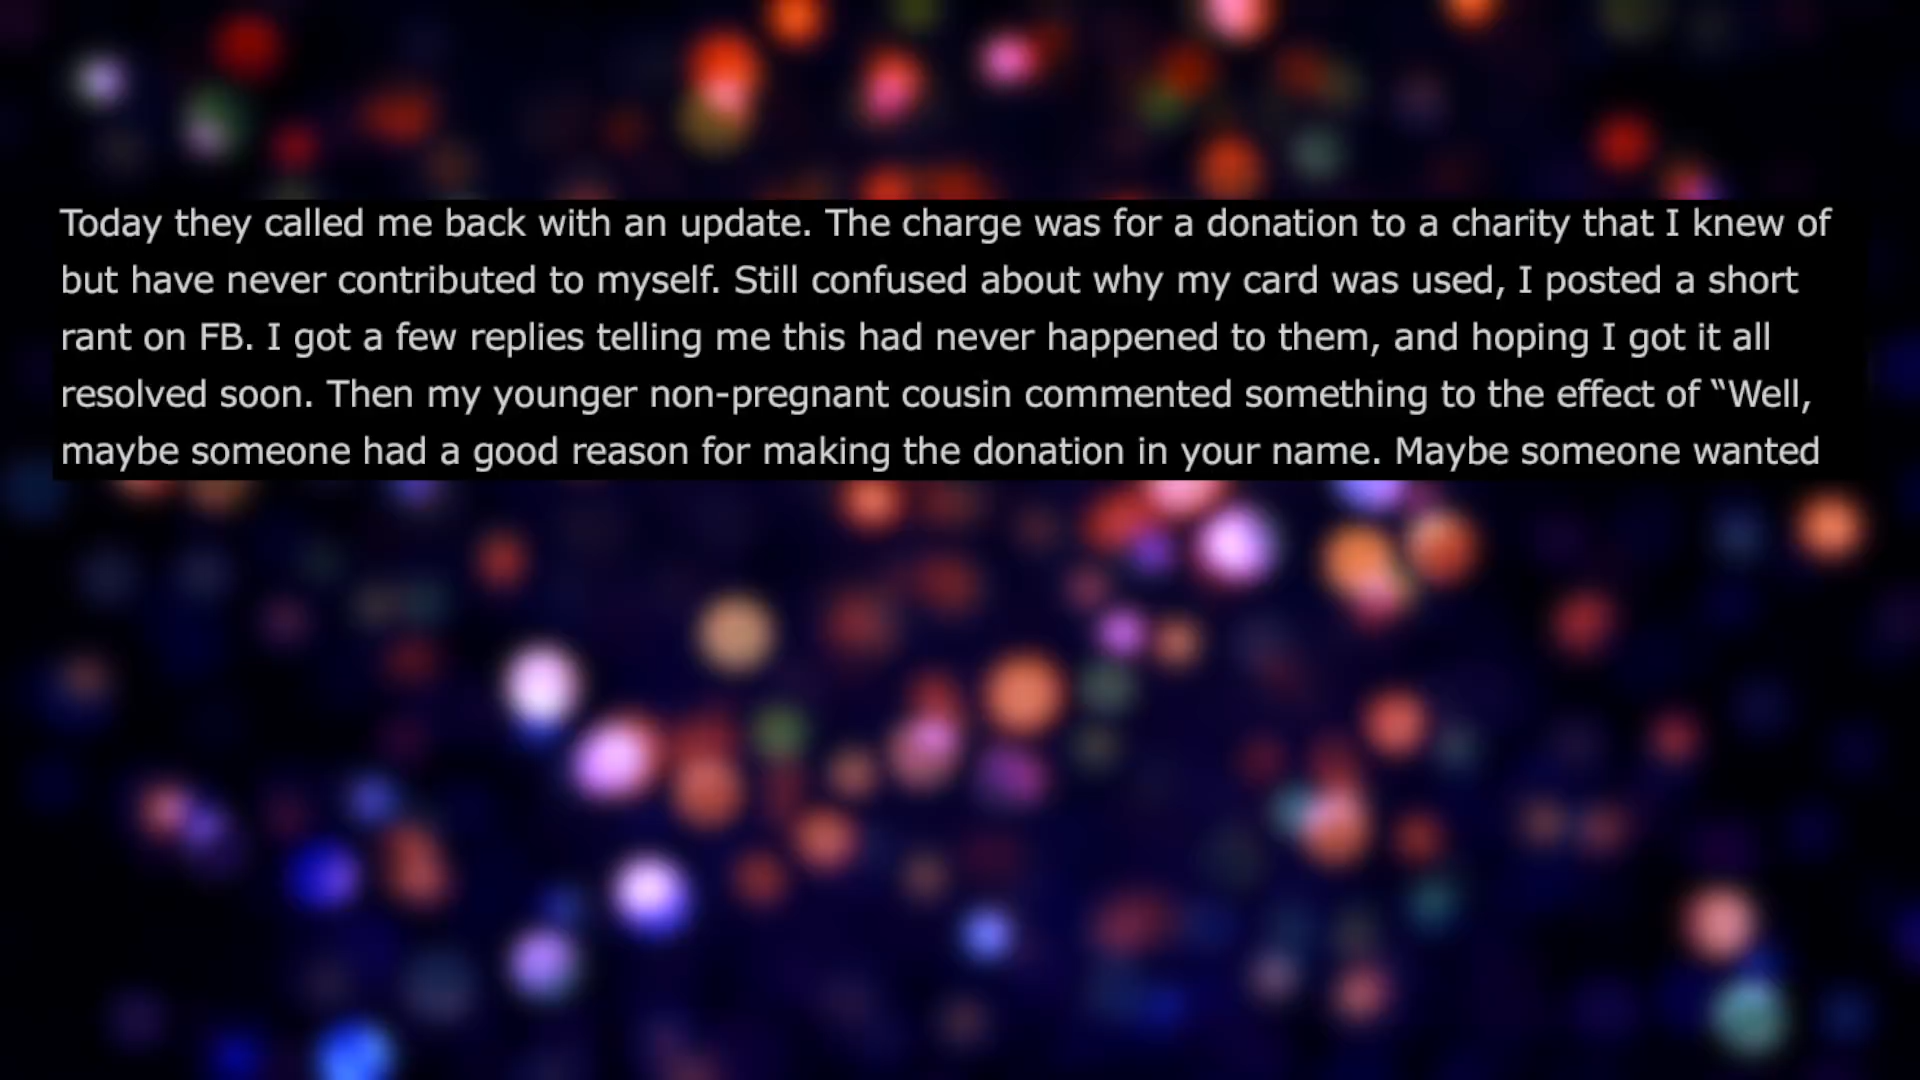 Today they called me back with an update. The charge was for a donation to a charity that I knew of
but have never contributed to myself. Still confused about why my card was used, I posted a short
rant on FB. I got a few replies telling me this had never happened to them, and hoping I got it all
resolved soon. Then my younger non-pregnant cousin commented something to the effect of “Well,
maybe someone had a good reason for making the donation in your name. Maybe someone wanted